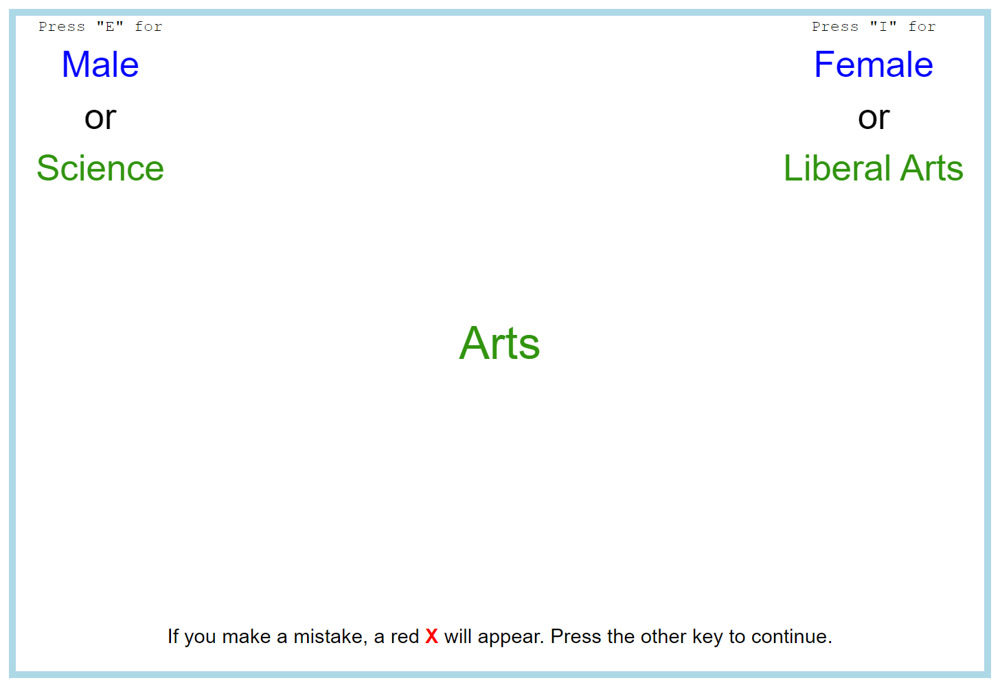 Press "E" for
Male
or
Science
Press "I" for
Female
or
Liberal Arts
Arts
If you make a mistake, a red X will appear. Press the other key to continue.